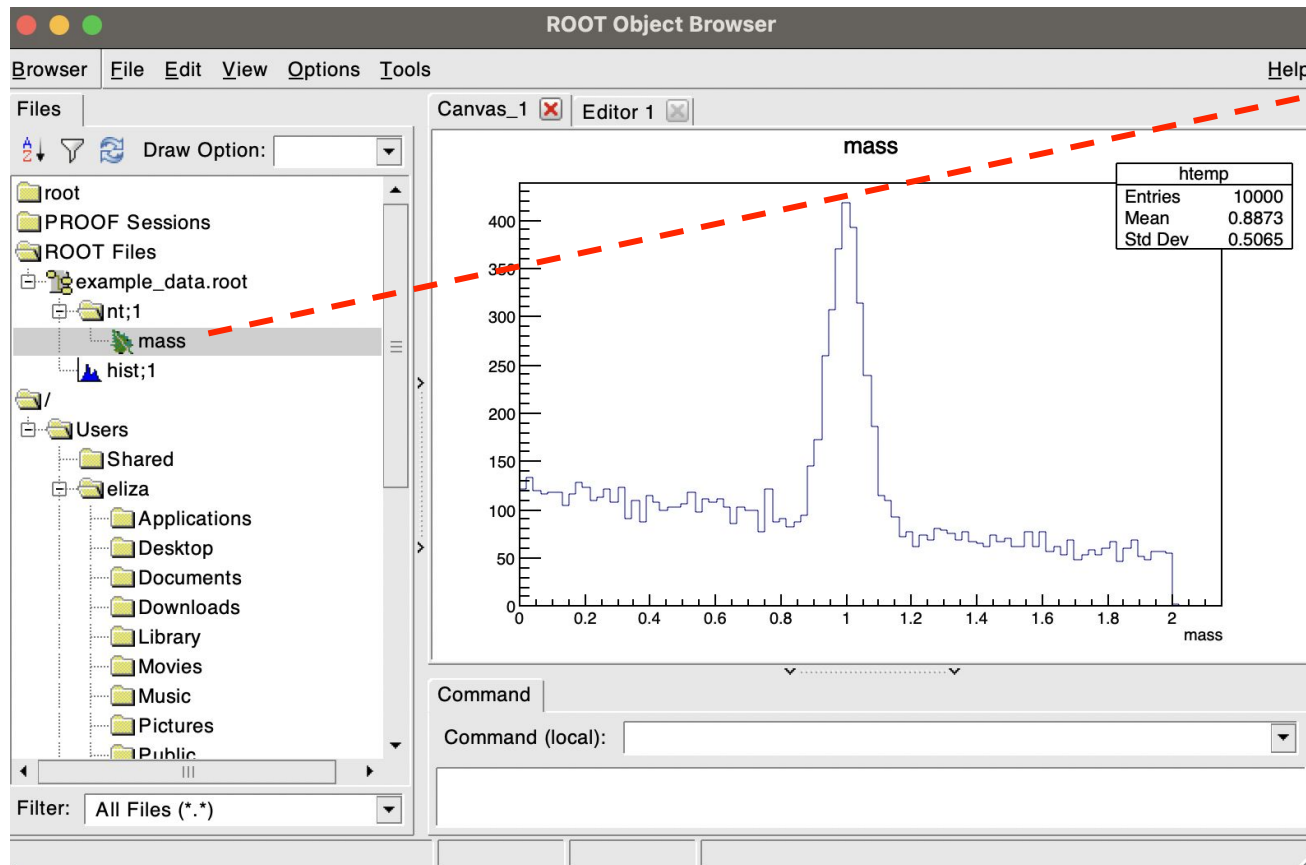 ROOT Object Browser
Browser File Edit View Options Tools Help
Files
Draw Option:
root
PROOF Sessions
ROOT Files
example_data.root
nt;1
mass
hist;1
/
Users
Shared
eliza
Applications
Desktop
Documents
Downloads
Library
Movies
Music
Pictures
Public
Filter: All Files (*.*)
Canvas_1 Editor 1
mass
htemp
Entries 10000
Mean 0.8873
Std Dev 0.5065
400
350
300
250
200
150
100
50
0
0 0.2 0.4 0.6 0.8 1 1.2 1.4 1.6 1.8 2
mass
Command
Command (local):